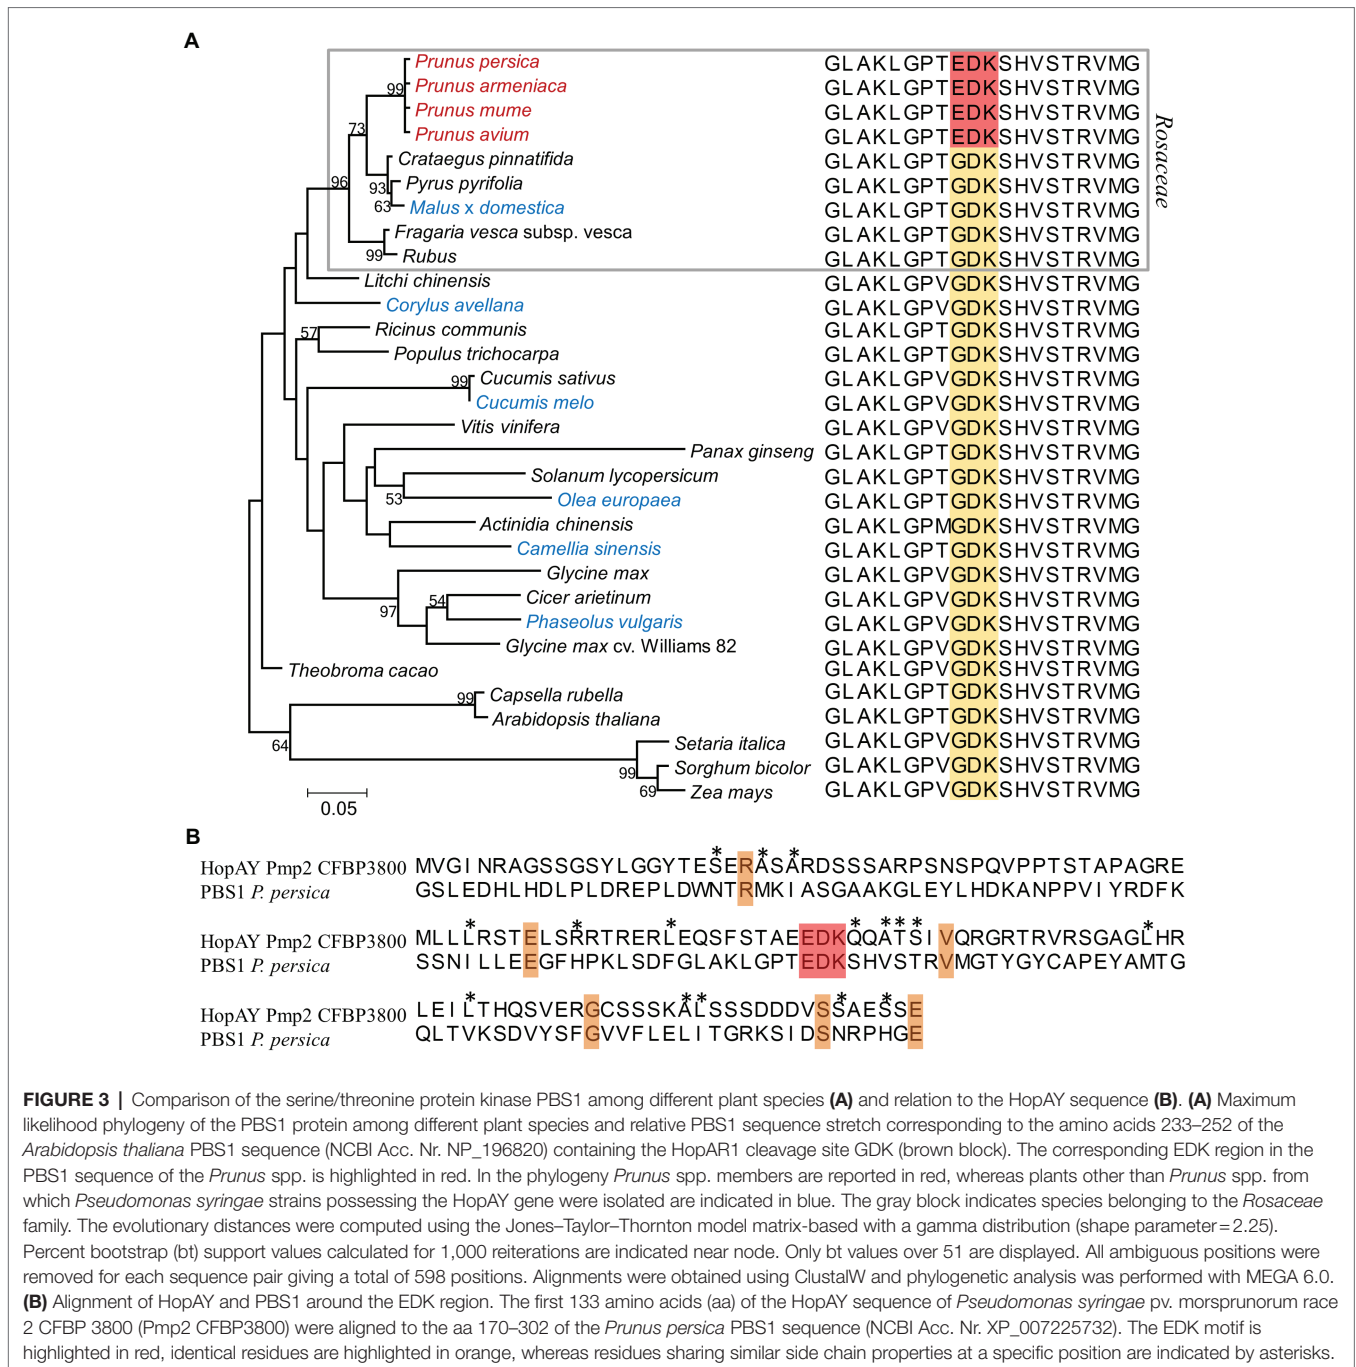 A
Prunus persica GLAKLGPTEDKSHVSTRVMG
99 Prunus armeniaca GLAKLGPTEDKSHVSTRVMG
Prunus mume GLAKLGPTEDKSHVSTRVMG
73 Prunus avium GLAKLGPTEDKSHVSTRVMG
Crataegus pinnatifida GLAKLGPTGDKSHVSTRVMG
96 93 Pyrus pyrifolia GLAKLGPTGDKSHVSTRVMG
63 Malus x domestica GLAKLGPTGDKSHVSTRVMG
Fragaria vesca subsp. vesca GLAKLGPTGDKSHVSTRVMG
99 Rubus GLAKLGPTGDKSHVSTRVMG
Rosaceae
Litchi chinensis GLAKLGPVGDKSHVSTRVMG
Corylus avellana GLAKLGPVGDKSHVSTRVMG
57 Ricinus communis GLAKLGPTGDKSHVSTRVMG
Populus trichocarpa GLAKLGPTGDKSHVSTRVMG
99 Cucumis sativus GLAKLGPVGDKSHVSTRVMG
Cucumis melo GLAKLGPVGDKSHVSTRVMG
Vitis vinifera GLAKLGPVGDKSHVSTRVMG
Panax ginseng GLAKLGPTGDKSHVSTRVMG
Solanum lycopersicum GLAKLGPTGDKSHVSTRVMG
53 Olea europaea GLAKLGPTGDKSHVSTRVMG
Actinidia chinensis GLAKLGPMGDKSHVSTRVMG
Camellia sinensis GLAKLGPTGDKSHVSTRVMG
Glycine max GLAKLGPVGDKSHVSTRVMG
97 54 Cicer arietinum GLAKLGPVGDKSHVSTRVMG
Phaseolus vulgaris GLAKLGPVGDKSHVSTRVMG
Glycine max cv. Williams 82 GLAKLGPVGDKSHVSTRVMG
Theobroma cacao GLAKLGPVGDKSHVSTRVMG
99 Capsella rubella GLAKLGPTGDKSHVSTRVMG
Arabidopsis thaliana GLAKLGPTGDKSHVSTRVMG
64 Setaria italica GLAKLGPVGDKSHVSTRVMG
99 Sorghum bicolor GLAKLGPVGDKSHVSTRVMG
69 Zea mays GLAKLGPVGDKSHVSTRVMG
0.05
B
* * *
HopAY Pmp2 CFBP3800 MVGINRAGSSGSYLGGYTESERASARDSSSARPSNSPQVPPTSTAPAGRE
PBS1 P. persica GSLEDHLHDLPLDREPLDWNTRMKIASGAAKGLEYLHDKANPPVIYRDFK
* * * * * * * *
HopAY Pmp2 CFBP3800 MLLLRSTELSRRTRERLEQSFSTAEEDKQQATSIVQRGRTRVRSGAGLHR
PBS1 P. persica SSNILLEEGFHPKLSDFGLAKLGPTEDKSHVSTRVMGTYGYCAPEYAMTG
* * * * *
HopAY Pmp2 CFBP3800 LEILTHQSVERGCSSSKALSSSDDDVSSAESSE
PBS1 P. persica QLTVKSDVYSFGVVFLELITGRKSIDSNRPHGE
FIGURE 3 | Comparison of the serine/threonine protein kinase PBS1 among different plant species (A) and relation to the HopAY sequence (B). (A) Maximum
likelihood phylogeny of the PBS1 protein among different plant species and relative PBS1 sequence stretch corresponding to the amino acids 233–252 of the
Arabidopsis thaliana PBS1 sequence (NCBI Acc. Nr. NP_196820) containing the HopAR1 cleavage site GDK (brown block). The corresponding EDK region in the
PBS1 sequence of the Prunus spp. is highlighted in red. In the phylogeny Prunus spp. members are reported in red, whereas plants other than Prunus spp. from
which Pseudomonas syringae strains possessing the HopAY gene were isolated are indicated in blue. The gray block indicates species belonging to the Rosaceae
family. The evolutionary distances were computed using the Jones–Taylor–Thornton model matrix-based with a gamma distribution (shape parameter = 2.25).
Percent bootstrap (bt) support values calculated for 1,000 reiterations are indicated near node. Only bt values over 51 are displayed. All ambiguous positions were
removed for each sequence pair giving a total of 598 positions. Alignments were obtained using ClustalW and phylogenetic analysis was performed with MEGA 6.0.
(B) Alignment of HopAY and PBS1 around the EDK region. The first 133 amino acids (aa) of the HopAY sequence of Pseudomonas syringae pv. morsprunorum race
2 CFBP 3800 (Pmp2 CFBP3800) were aligned to the aa 170–302 of the Prunus persica PBS1 sequence (NCBI Acc. Nr. XP_007225732). The EDK motif is
highlighted in red, identical residues are highlighted in orange, whereas residues sharing similar side chain properties at a specific position are indicated by asterisks.